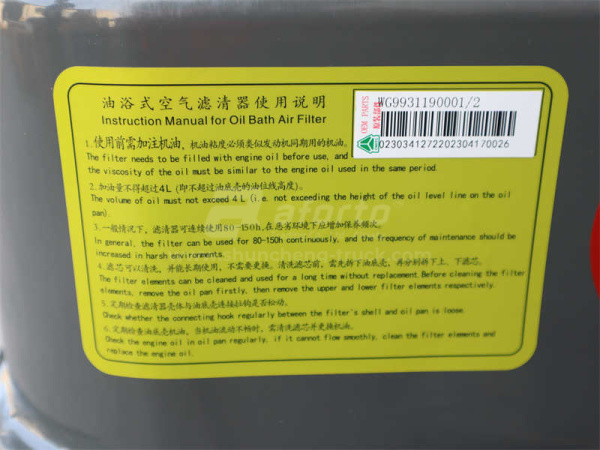 油浴式空气滤清器使用说明
Instruction Manual for Oil Bath Air Filter
WG9931190001/2
OEM PARTS
原装部件
00230341272202304170026
1.使用前需加注机油，机油粘度必须类似发动机同期用的机油。
The filter needs to be filled with engine oil before use, and
the viscosity of the oil must be similar to the engine oil used in the same period.
2.加油量不得超过4L (即不超过油底壳的油位线高度)。
The volume of oil must not exceed 4L (i.e. not exceeding the height of the oil level line on the oil
pan).
3.一般情况下，滤清器可连续使用80-150h,在恶劣环境下应增加保养频次。
In general, the filter can be used for 80-150h continuously, and the frequency of maintenance should be
increased in harsh environments.
4.滤芯可以清洗，并能长期使用，不需要更换。清洗滤芯前，需先拆下油底壳，再分别拆下上、下滤芯。
The filter elements can be cleaned and used for a long time without replacement. Before cleaning the filter
elements, remove the oil pan firstly, then remove the upper and lower filter elements respectively.
5.定期检查滤清器壳体与油底壳连接挂钩是否松动。
Check whether the connecting hook regularly between the filter's shell and oil pan is loose.
6.定期检查油底壳机油，当机油流动不畅时，需清洗滤芯并更换机油。
Check the engine oil in oil pan regularly, if it cannot flow smoothly, clean the filter elements and
replace the engine oil.